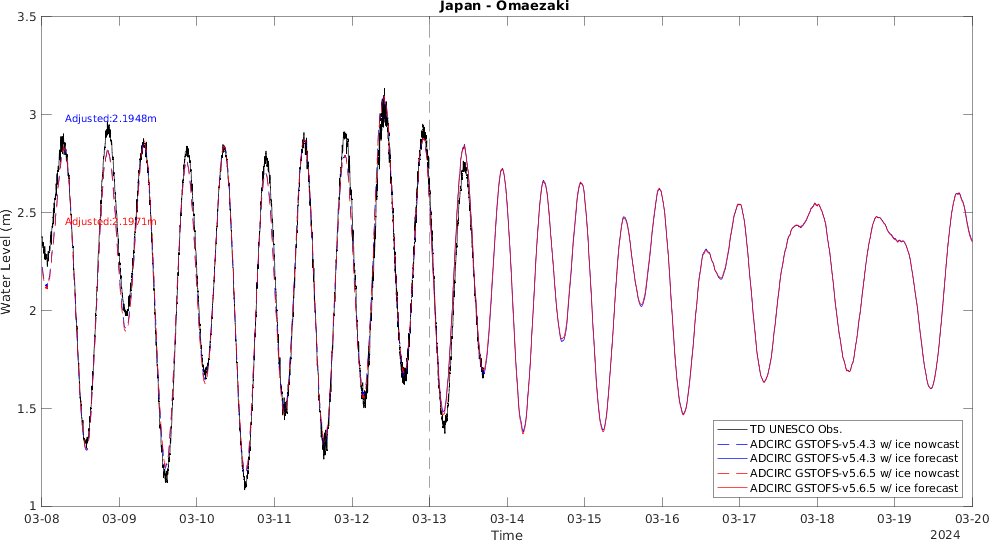 Japan - Omaezaki
3.5
3
2.5
2
1.5
1
Water Level (m)
Adjusted:2.1948m
Adjusted:2.1971m
TD UNESCO Obs.
ADCIRC GSTOFS-v5.4.3 w/ ice nowcast
ADCIRC GSTOFS-v5.4.3 w/ ice forecast
ADCIRC GSTOFS-v5.6.5 w/ ice nowcast
ADCIRC GSTOFS-v5.6.5 w/ ice forecast
03-08 03-09 03-10 03-11 03-12 03-13 03-14 03-15 03-16 03-17 03-18 03-19 03-20
Time
2024